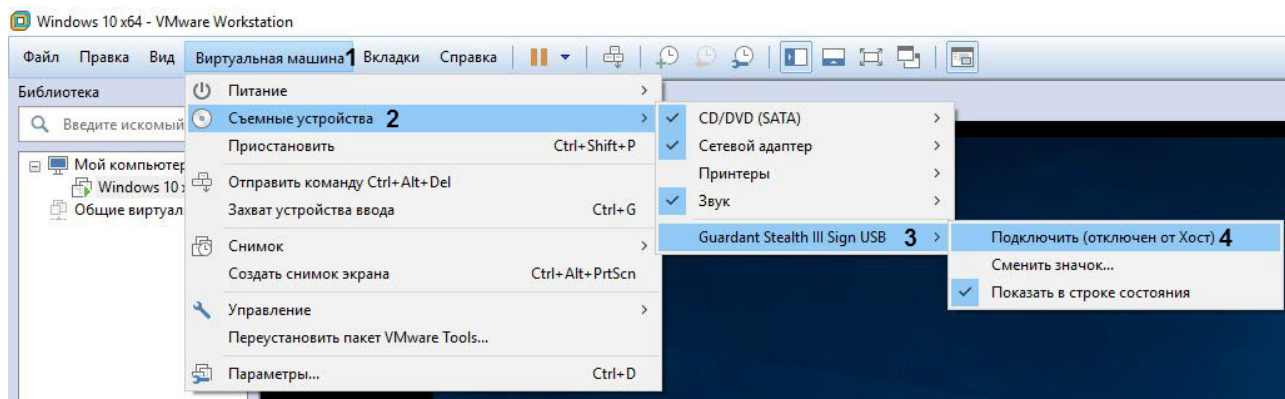 Windows 10 x64 - VMware Workstation
Файл Правка Вид Виртуальная машина 1 Вкладки Справка
Библиотека
Введите искомый
Мой компьютер
Windows 10 x
Общие виртуал
Питание
Съемные устройства 2
Приостановить Ctrl+Shift+P
Отправить команду Ctrl+Alt+Del
Захват устройства ввода Ctrl+G
Снимок
Создать снимок экрана Ctrl+Alt+PrtScn
Управление
Переустановить пакет VMware Tools...
Параметры... Ctrl+D
CD/DVD (SATA)
Сетевой адаптер
Принтеры
Звук
Guardant Stealth III Sign USB 3
Подключить (отключен от Хост) 4
Сменить значок...
Показать в строке состояния